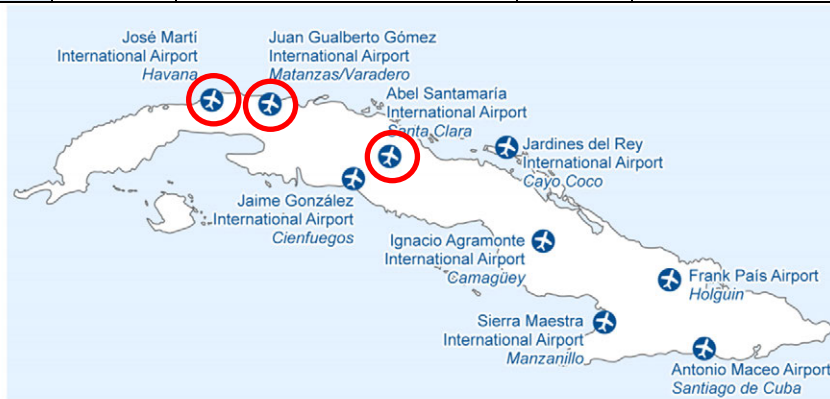 José Martí
International Airport
Havana
Juan Gualberto Gómez
International Airport
Matanzas/Varadero
Abel Santamaría
International Airport
Santa Clara
Jardines del Rey
International Airport
Cayo Coco
Jaime González
International Airport
Cienfuegos
Ignacio Agramonte
International Airport
Camagüey
Frank País Airport
Holguin
Sierra Maestra
International Airport
Manzanillo
Antonio Maceo Airport
Santiago de Cuba